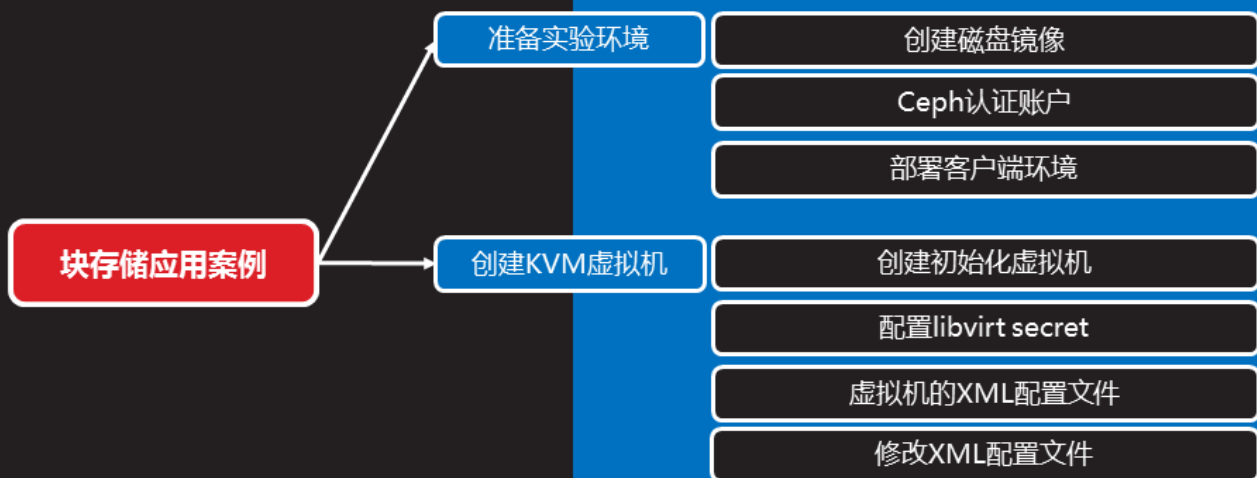 块存储应用案例
准备实验环境
创建磁盘镜像
Ceph认证账户
部署客户端环境
创建KVM虚拟机
创建初始化虚拟机
配置libvirt secret
虚拟机的XML配置文件
修改XML配置文件